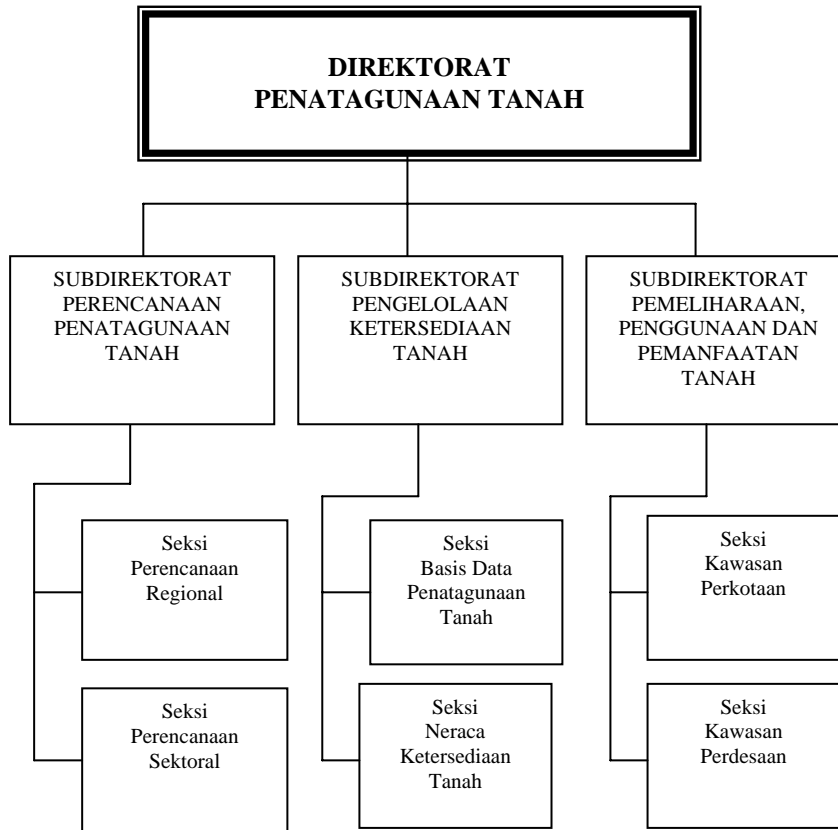 DIREKTORAT
PENATAGUNAAN TANAH
SUBDIREKTORAT
PERENCANAAN
PENATAGUNAAN
TANAH
SUBDIREKTORAT
PENGELOLAAN
KETERSEDIAAN
TANAH
SUBDIREKTORAT
PEMELIHARAAN,
PENGGUNAAN DAN
PEMANFAATAN
TANAH
Seksi
Perencanaan
Regional
Seksi
Basis Data
Penatagunaan
Tanah
Seksi
Kawasan
Perkotaan
Seksi
Perencanaan
Sektoral
Seksi
Neraca
Ketersediaan
Tanah
Seksi
Kawasan
Perdesaan